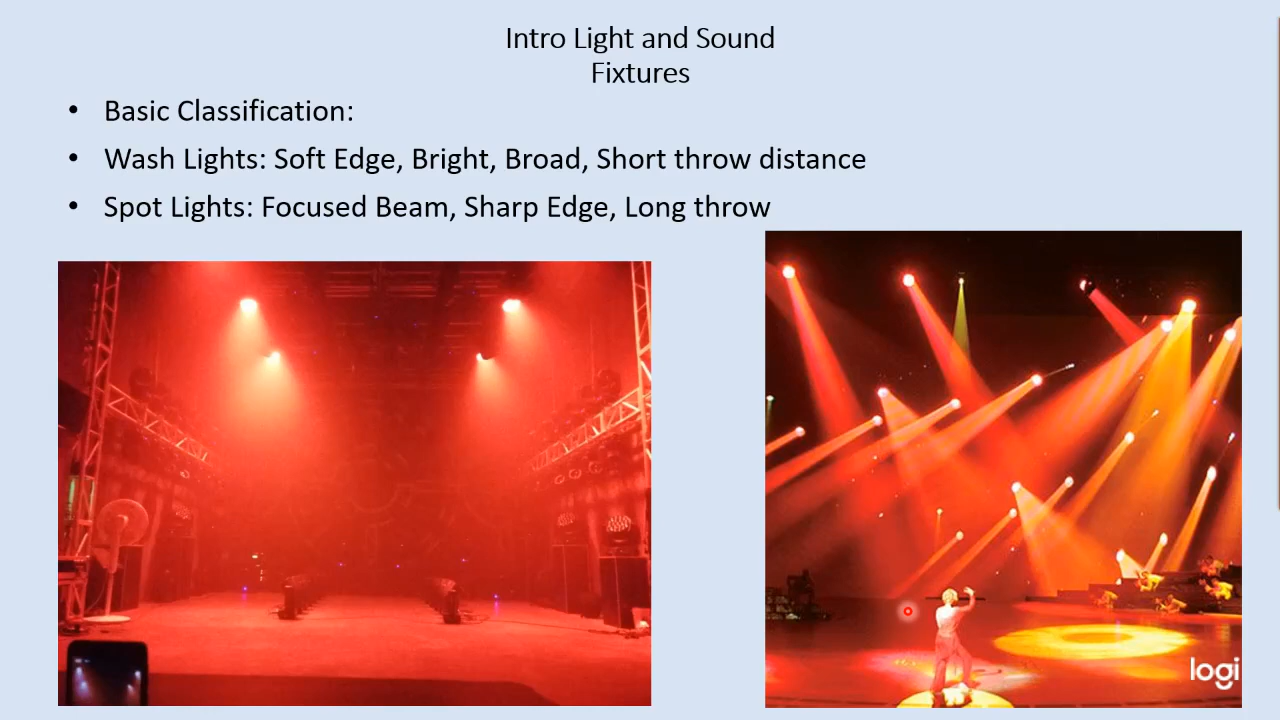 Intro Light and Sound
Fixtures
• Basic Classification:
• Wash Lights: Soft Edge, Bright, Broad, Short throw distance
• Spot Lights: Focused Beam, Sharp Edge, Long throw
logi